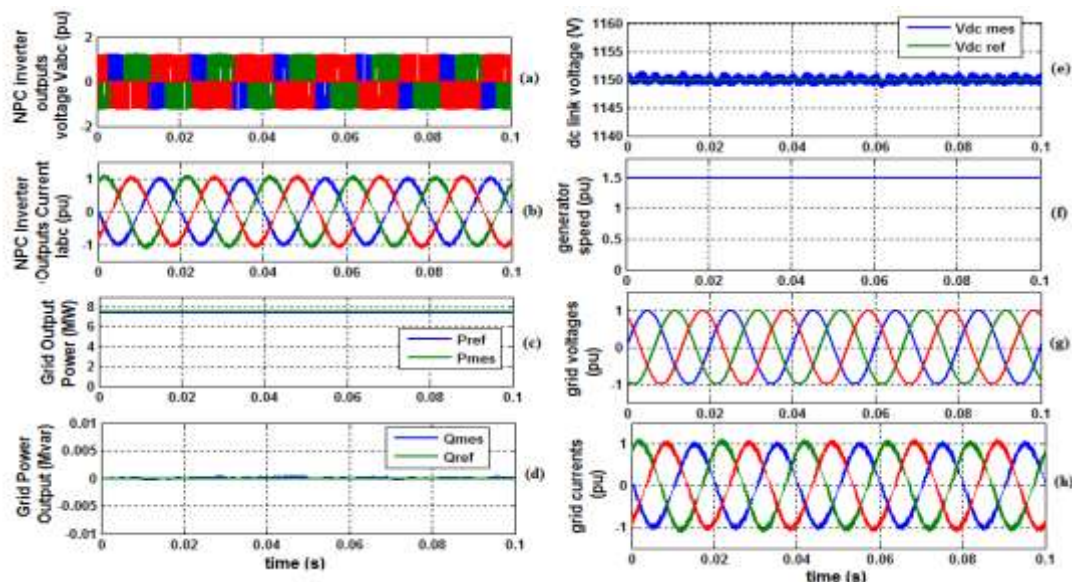 NPC Inverter
outputs
voltage Vabc (pu)
2
0
-2
0 0.02 0.04 0.06 0.08 0.1
(a)
NPC Inverter
Outputs Current
Iabc (pu)
1
0
-1
0 0.02 0.04 0.06 0.08 0.1
(b)
Grid Output
Power (MW)
8
6
4
2
0
Pref
Pmes
0 0.02 0.04 0.06 0.08 0.1
(c)
Grid Power
Output (Mvar)
0.01
0.005
0
-0.005
-0.01
Qmes
Qref
0 0.02 0.04 0.06 0.08 0.1
(d)
time (s)
dc link voltage (V)
1160
1155
1150
1145
1140
Vdc mes
Vdc ref
0 0.02 0.04 0.06 0.08 0.1
(e)
generator
speed (pu)
1.5
1
0.5
0
0 0.02 0.04 0.06 0.08 0.1
(f)
grid voltages
(pu)
1
0
-1
0 0.02 0.04 0.06 0.08 0.1
(g)
grid currents
(pu)
1
0
-1
0 0.02 0.04 0.06 0.08 0.1
(h)
time (s)